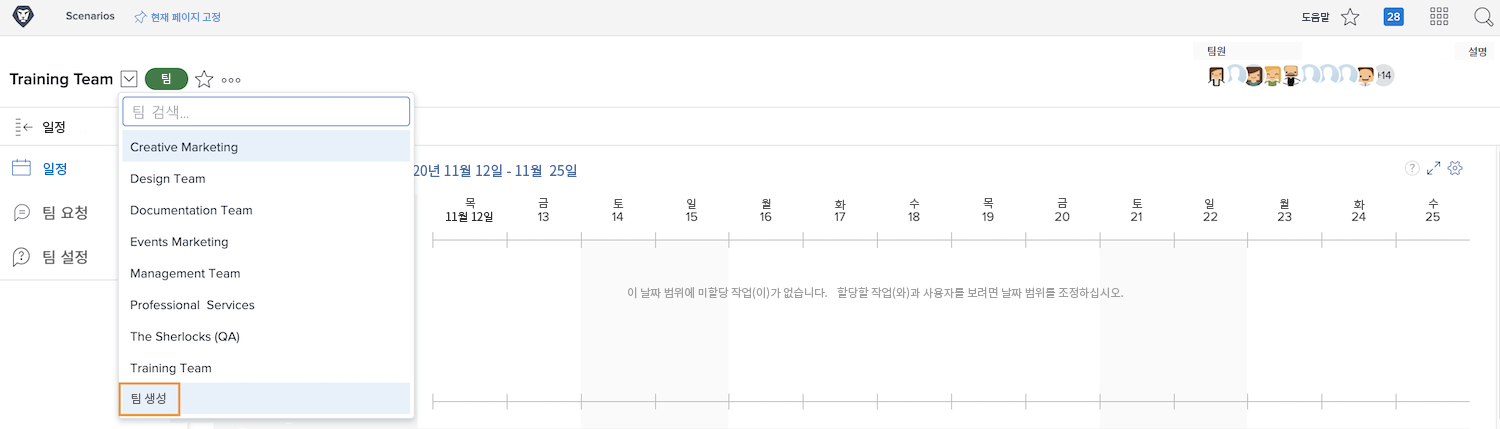 Scenarios 현재 페이지 고정 도움말 28
팀원 설명
Training Team 팀 +14
팀 검색...
일정
Creative Marketing
일정
Design Team
Documentation Team
팀 요청
Events Marketing
팀 설정
Management Team
Professional Services
The Sherlocks (QA)
Training Team
팀 생성
20년 11월 12일 - 11월 25일 ?
목 금 토 일 월 화 수 목 금 토 일 월 화 수
11월 12일 13 14 15 16 17 18 19 20 21 22 23 24 25
이 날짜 범위에 미할당 작업(이)가 없습니다. 할당할 작업(와)과 사용자를 보려면 날짜 범위를 조정하십시오.